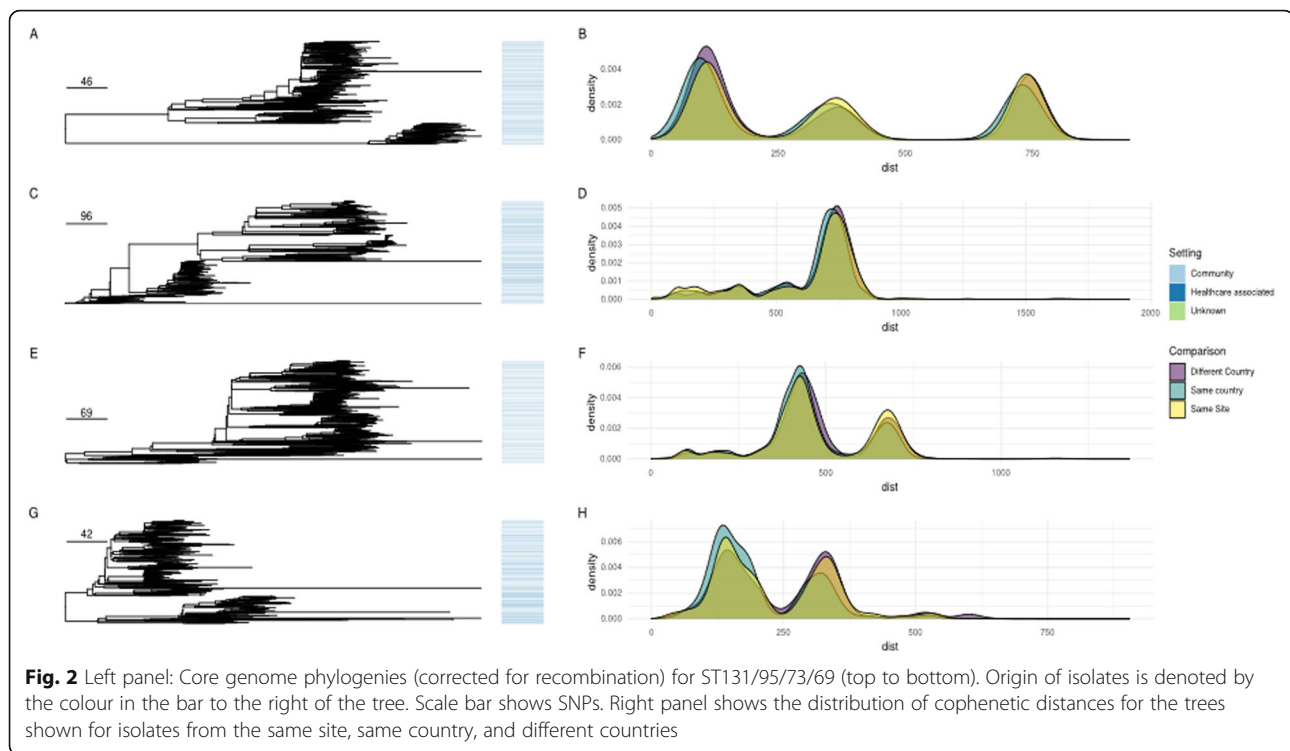 A
46
B
density
0.004
0.002
0.000
0
250
500
750
dist
C
96
D
density
0.005
0.004
0.003
0.002
0.001
0.000
0
500
1000
1500
2000
dist
Setting
Community
Healthcare associated
Unknown
Comparison
Different Country
Same country
Same Site
E
69
F
density
0.006
0.004
0.002
0.000
0
500
1000
dist
G
42
H
density
0.006
0.004
0.002
0.000
0
250
500
750
dist
Fig. 2 Left panel: Core genome phylogenies (corrected for recombination) for ST131/95/73/69 (top to bottom). Origin of isolates is denoted by
the colour in the bar to the right of the tree. Scale bar shows SNPs. Right panel shows the distribution of cophenetic distances for the trees
shown for isolates from the same site, same country, and different countries